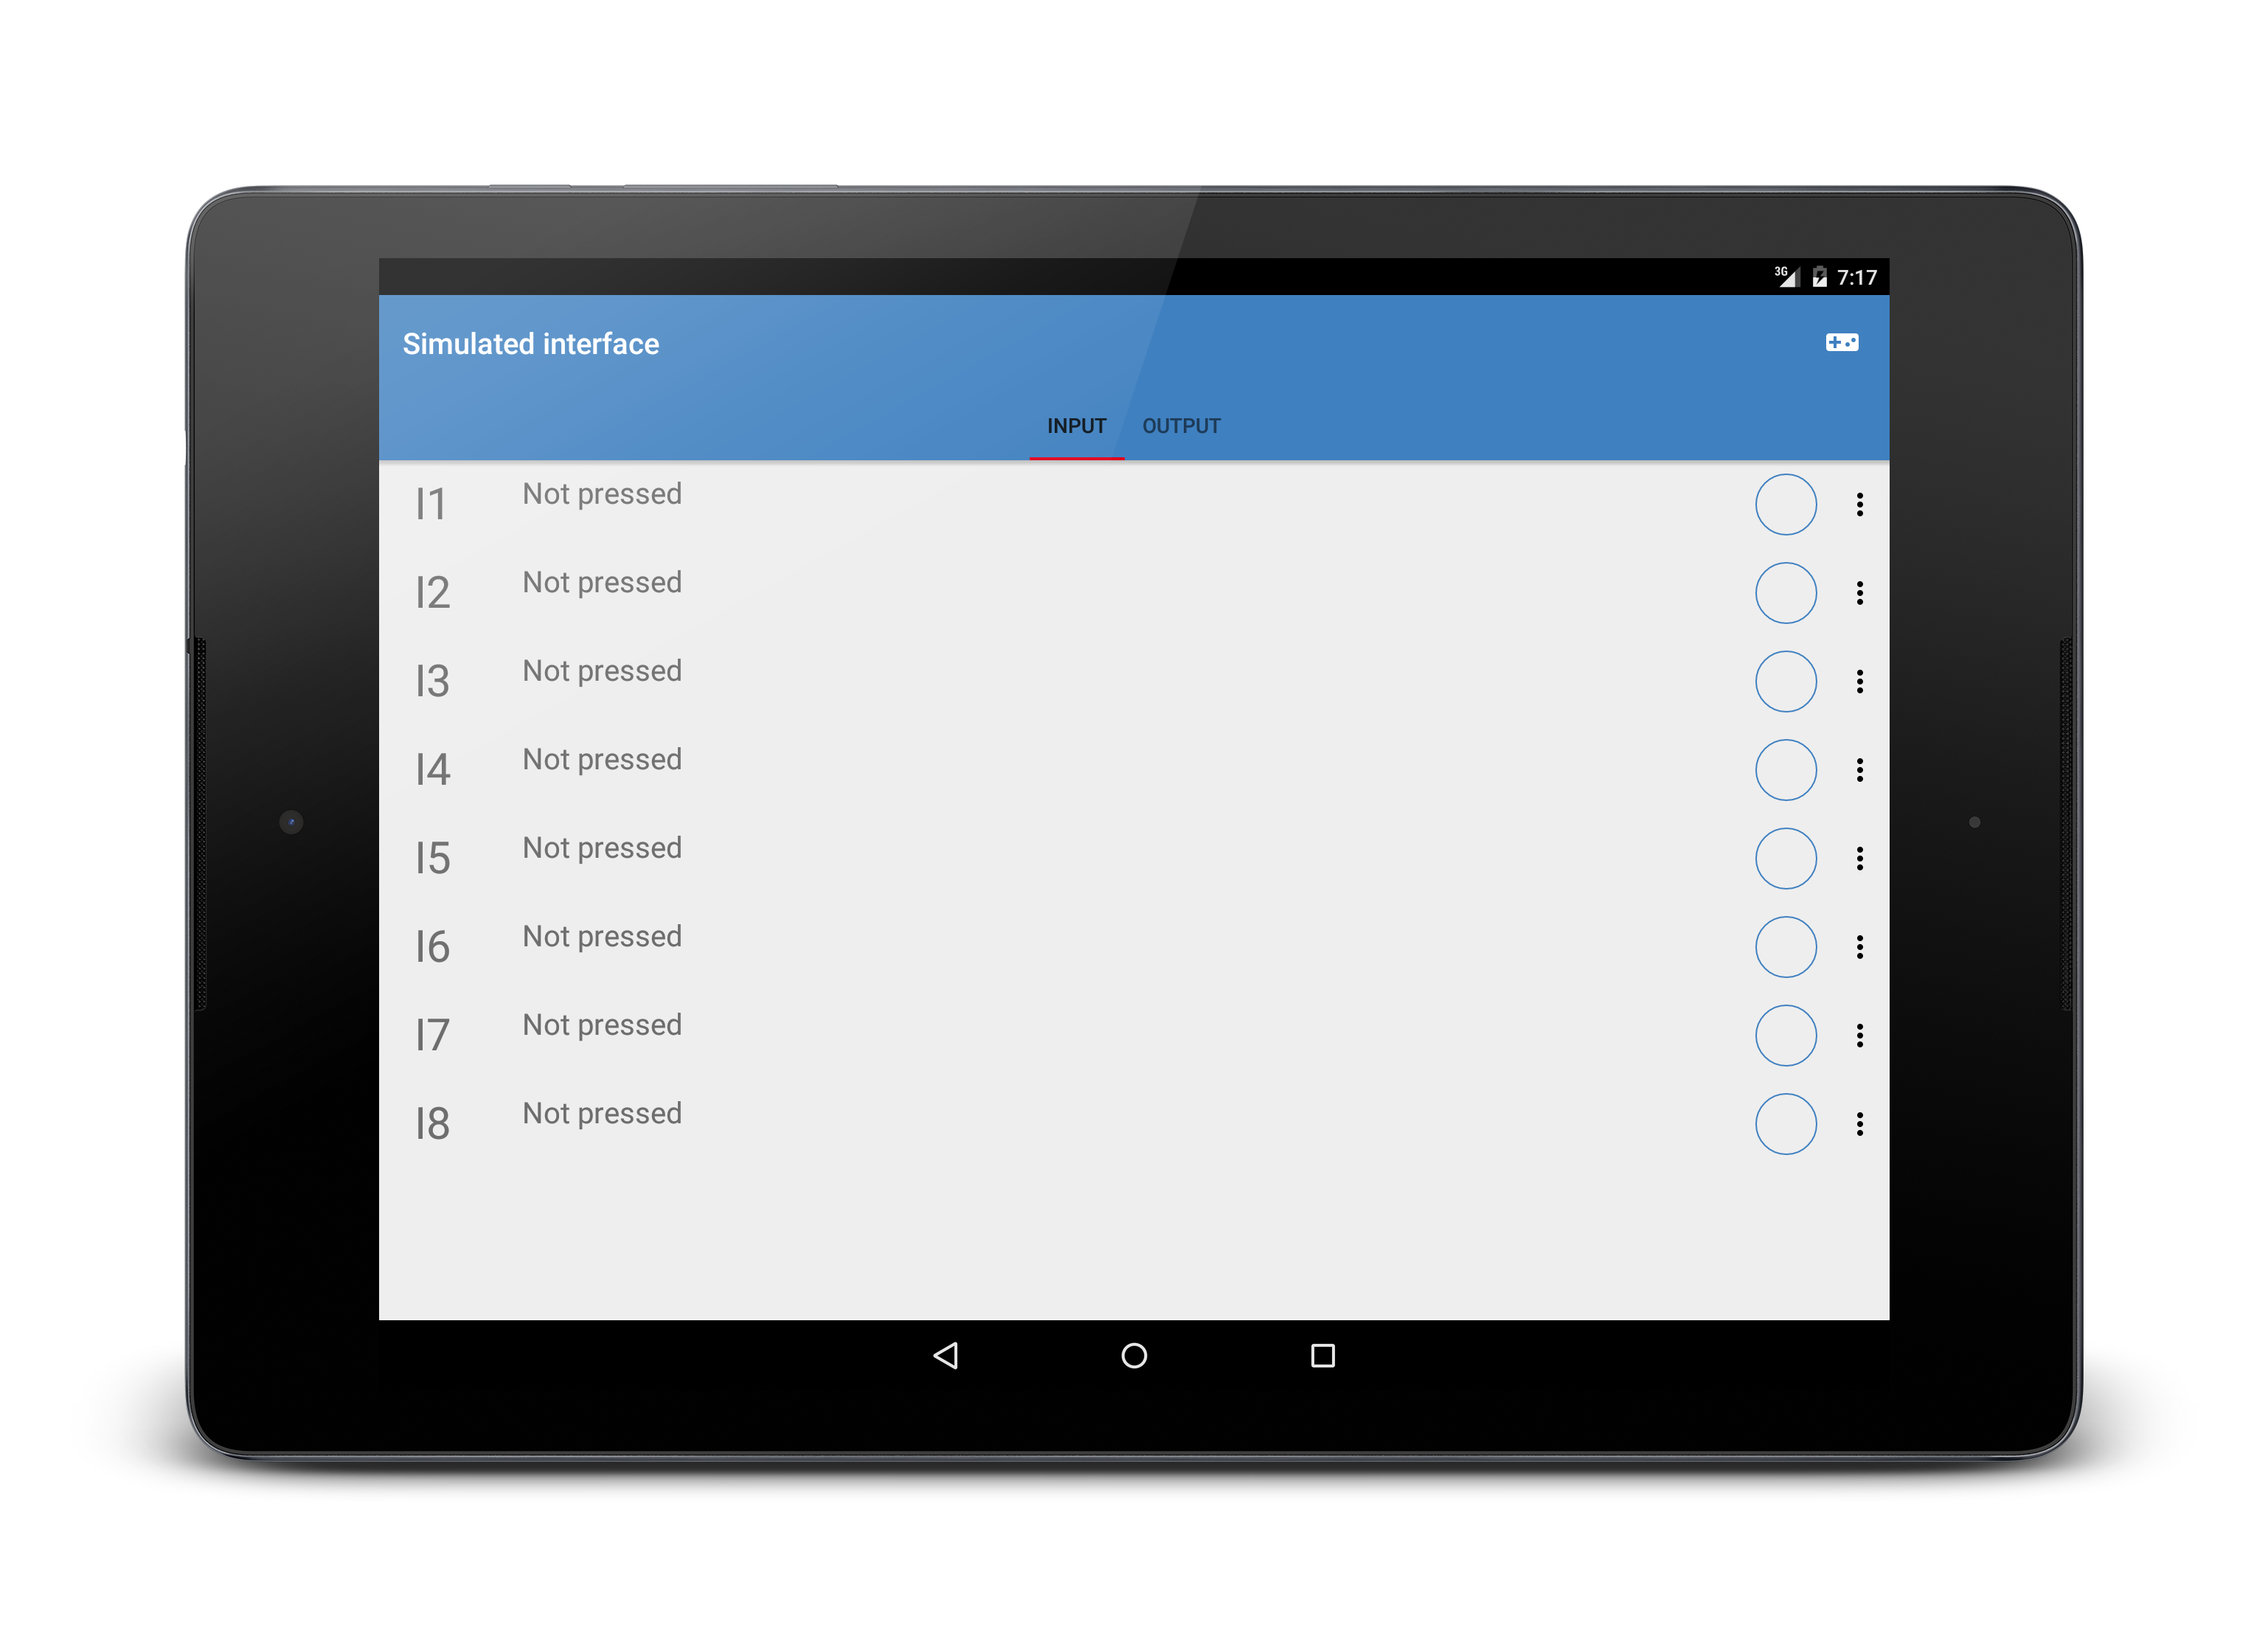 3G 7:17
Simulated interface
INPUT OUTPUT
I1 Not pressed
I2 Not pressed
I3 Not pressed
I4 Not pressed
I5 Not pressed
I6 Not pressed
I7 Not pressed
I8 Not pressed